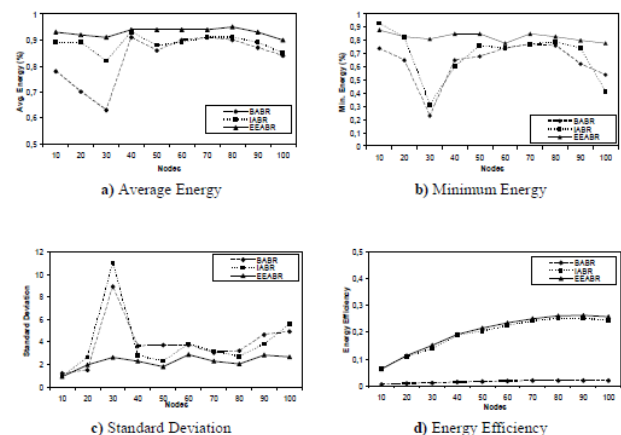 Avg. Energy (%)
1
0,9
0,8
0,7
0,6
0,5
BABR
IABR
EEABR
10 20 30 40 50 60 70 80 90 100
Nodes
a) Average Energy
Min. Energy (%)
1
0,9
0,8
0,7
0,6
0,5
0,4
0,3
0,2
0,1
0
BABR
IABR
EEABR
10 20 30 40 50 60 70 80 90 100
Nodes
b) Minimum Energy
Standard Deviation
12
10
8
6
4
2
0
BABR
IABR
EEABR
10 20 30 40 50 60 70 80 90 100
Nodes
c) Standard Deviation
Energy Efficiency
0,5
0,4
0,3
0,2
0,1
0
BABR
IABR
EEABR
10 20 30 40 50 60 70 80 90 100
Nodes
d) Energy Efficiency